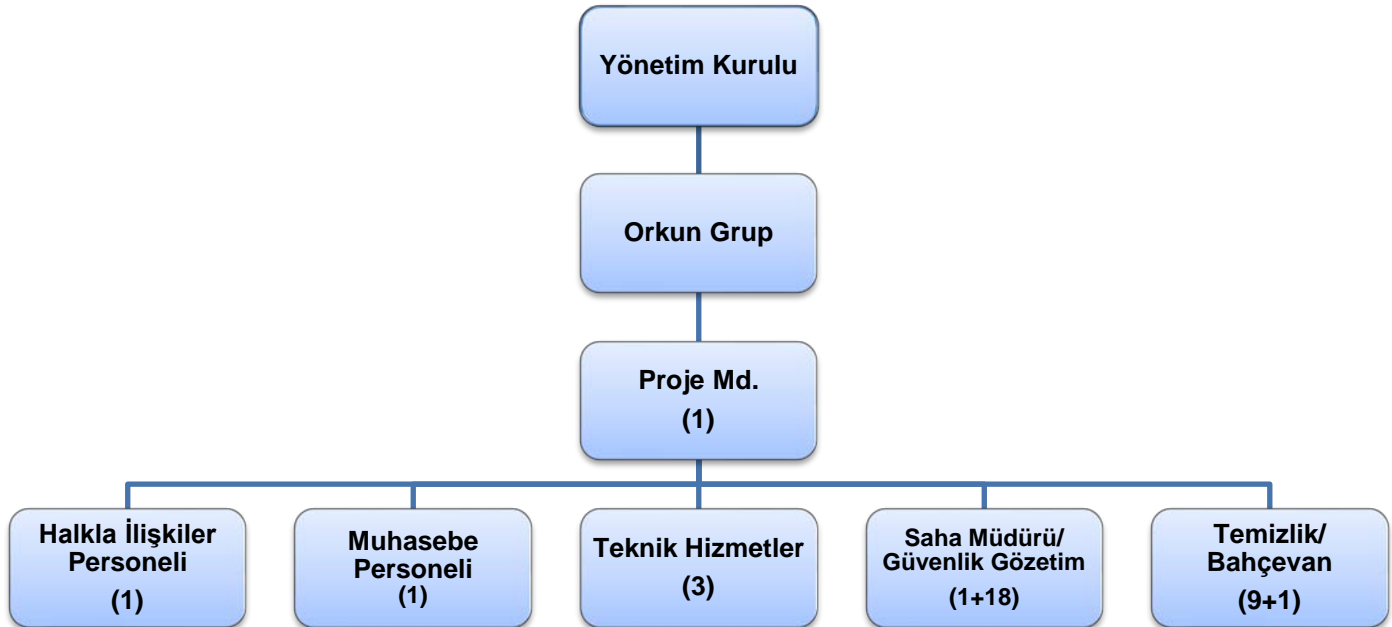 Yönetim Kurulu
Orkun Grup
Proje Md.
(1)
Halkla İlişkiler
Personeli
(1)
Muhasebe
Personeli
(1)
Teknik Hizmetler
(3)
Saha Müdürü/
Güvenlik Gözetim
(1+18)
Temizlik/
Bahçevan
(9+1)